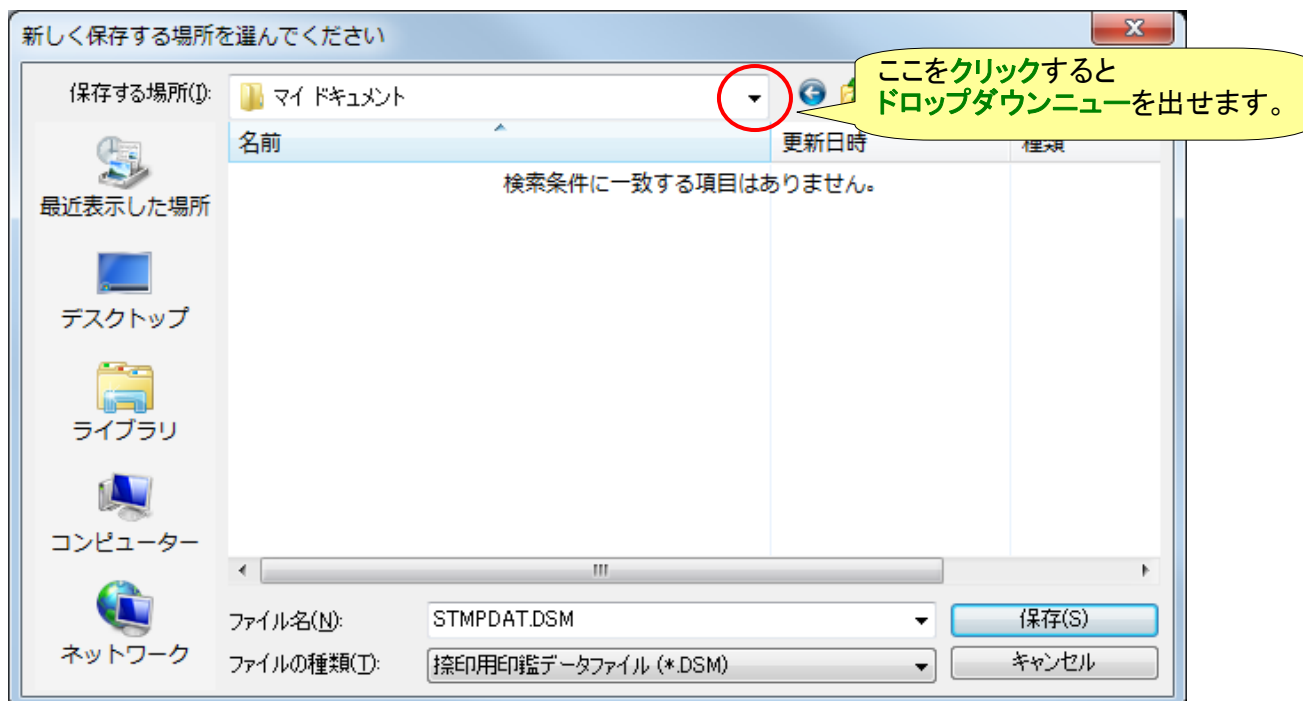 新しく保存する場所を選んでください
ここをクリックすると
ドロップダウンニューを出せます。
保存する場所(I):
マイ ドキュメント
名前
更新日時
種類
検索条件に一致する項目はありません。
最近表示した場所
デスクトップ
ライブラリ
コンピューター
ネットワーク
ファイル名(N):
STMPDAT.DSM
保存(S)
ファイルの種類(T):
捺印用印鑑データファイル (*.DSM)
キャンセル